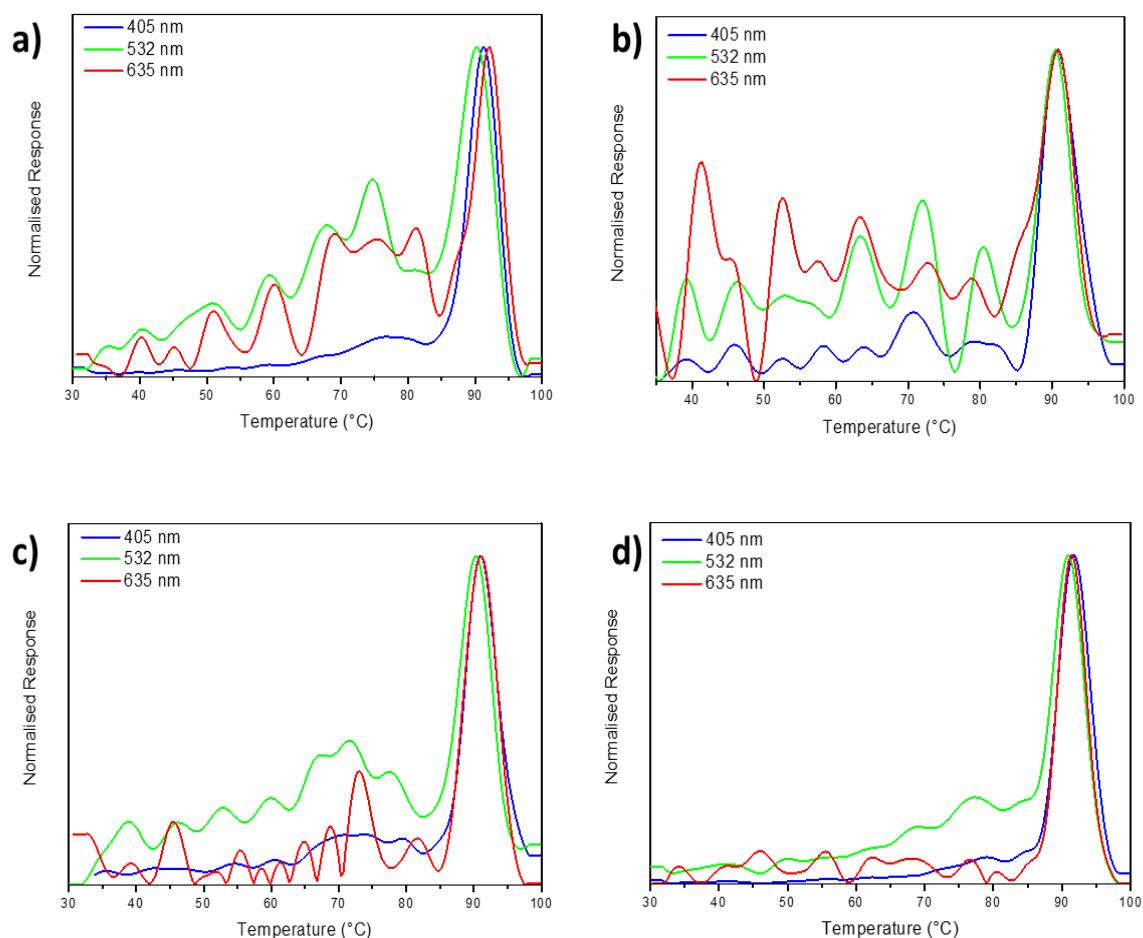 a)
405 nm
532 nm
635 nm
Normalised Response
30 40 50 60 70 80 90 100
Temperature (°C)
b)
405 nm
532 nm
635 nm
Normalised Response
40 50 60 70 80 90 100
Temperature (°C)
c)
405 nm
532 nm
635 nm
Normalised Response
30 40 50 60 70 80 90 100
Temperature (°C)
d)
405 nm
532 nm
635 nm
Normalised Response
30 40 50 60 70 80 90 100
Temperature (°C)